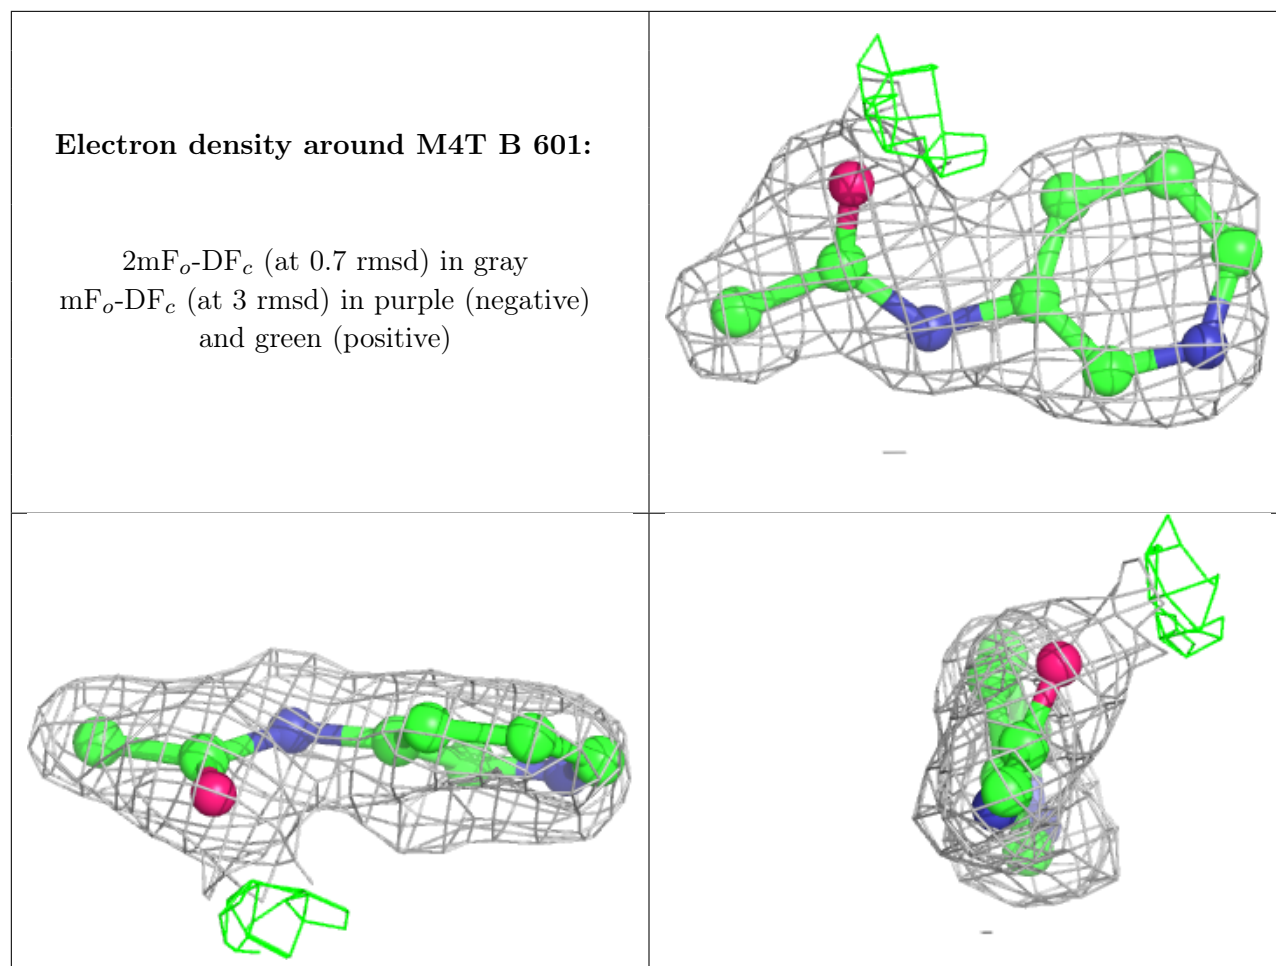 Electron density around M4T B 601:
2mFo-DFc (at 0.7 rmsd) in gray
mFo-DFc (at 3 rmsd) in purple (negative)
and green (positive)